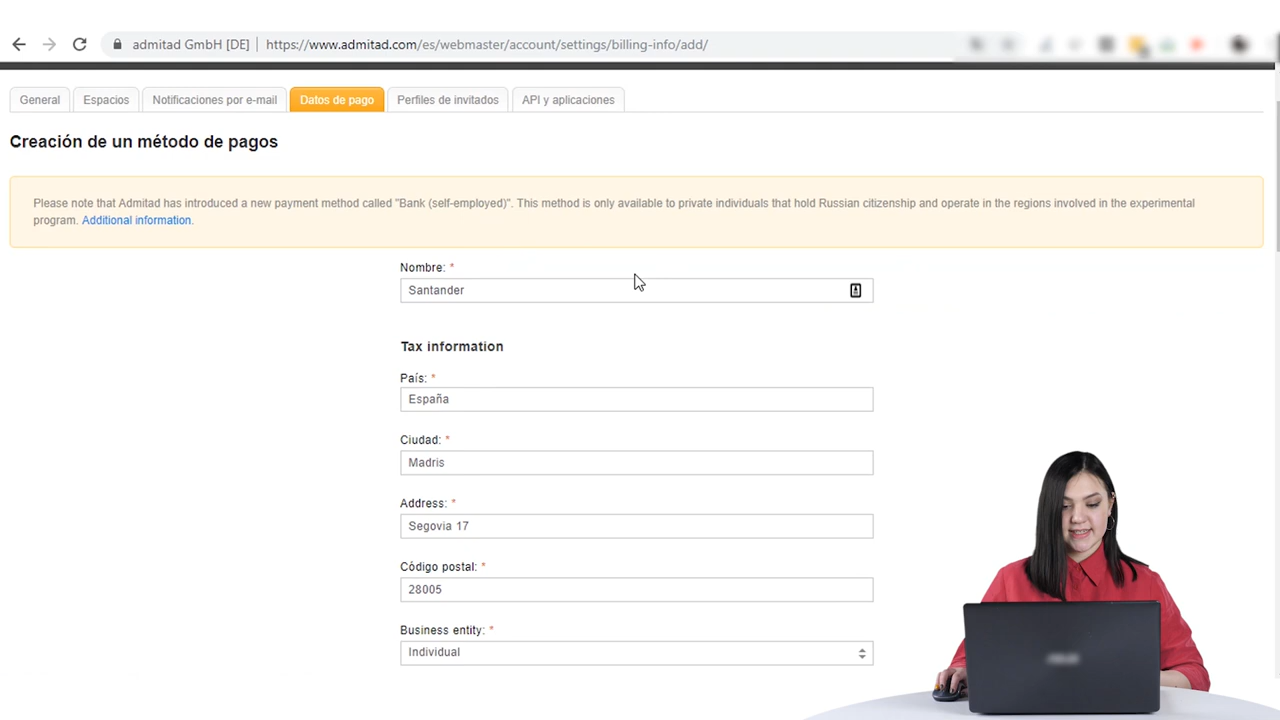 admitad GmbH [DE] https://www.admitad.com/es/webmaster/account/settings/billing-info/add/
General Espacios Notificaciones por e-mail Datos de pago Perfiles de invitados API y aplicaciones
Creación de un método de pagos
Please note that Admitad has introduced a new payment method called "Bank (self-employed)". This method is only available to private individuals that hold Russian citizenship and operate in the regions involved in the experimental
program. Additional information.
Nombre: *
Santander
Tax information
País: *
España
Ciudad: *
Madris
Address: *
Segovia 17
Código postal: *
28005
Business entity: *
Individual